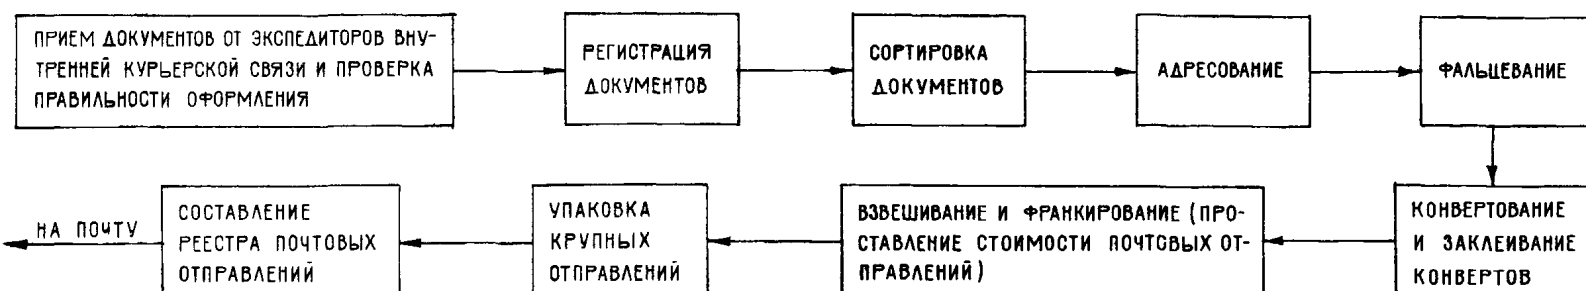 ПРИЕМ ДОКУМЕНТОВ ОТ ЭКСПЕДИТОРОВ ВНУ-
ТРЕННЕЙ КУРЬЕРСКОЙ СВЯЗИ И ПРОВЕРКА
ПРАВИЛЬНОСТИ ОФОРМЛЕНИЯ
РЕГИСТРАЦИЯ
ДОКУМЕНТОВ
СОРТИРОВКА
ДОКУМЕНТОВ
АДРЕСОВАНИЕ
ФАЛЬЦЕВАНИЕ
КОНВЕРТОВАНИЕ
И ЗАКЛЕИВАНИЕ
КОНВЕРТОВ
ВЗВЕШИВАНИЕ И ФРАНКИРОВАНИЕ (ПРО-
СТАВЛЕНИЕ СТОИМОСТИ ПОЧТОВЫХ ОТ-
ПРАВЛЕНИЙ)
УПАКОВКА
КРУПНЫХ
ОТПРАВЛЕНИЙ
СОСТАВЛЕНИЕ
РЕЕСТРА ПОЧТОВЫХ
ОТПРАВЛЕНИЙ
НА ПОЧТУ